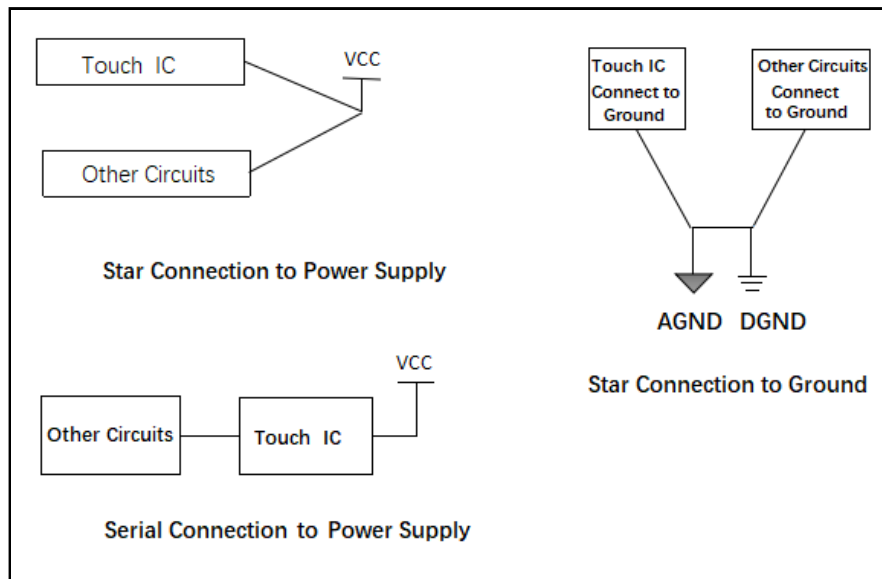 Touch IC
VCC
Other Circuits
Star Connection to Power Supply
VCC
Other Circuits
Touch IC
Serial Connection to Power Supply
Touch IC
Connect to
Ground
Other Circuits
Connect
to Ground
AGND DGND
Star Connection to Ground